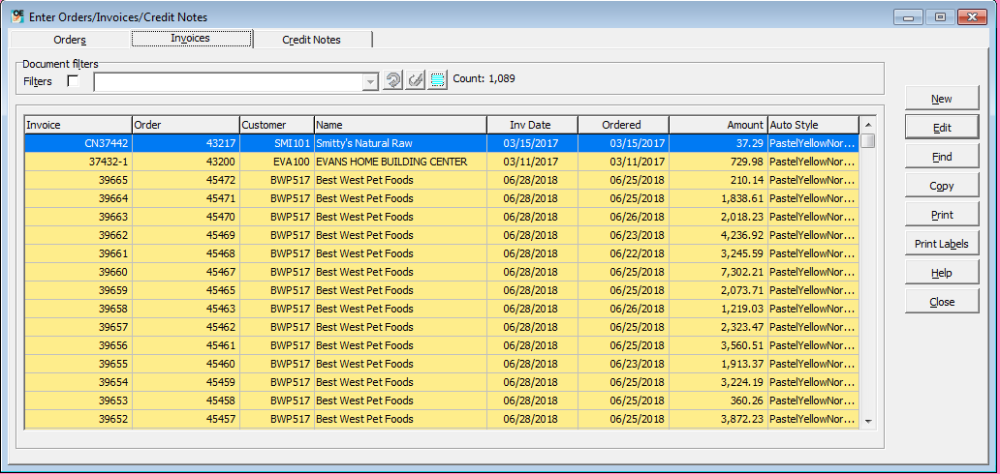 OE Enter Orders/Invoices/Credit Notes
Orders Invoices Credit Notes
Document filters
Filters Count: 1,089
Invoice Order Customer Name Inv Date Ordered Amount Auto Style
CN37442 43217 SMI101 Smitty's Natural Raw 03/15/2017 03/15/2017 37.29 PastelYellowNor...
37432-1 43200 EVA100 EVANS HOME BUILDING CENTER 03/11/2017 03/11/2017 729.98 PastelYellowNor...
39665 45472 BWP517 Best West Pet Foods 06/28/2018 06/25/2018 210.14 PastelYellowNor...
39664 45471 BWP517 Best West Pet Foods 06/28/2018 06/25/2018 1,838.61 PastelYellowNor...
39663 45470 BWP517 Best West Pet Foods 06/28/2018 06/26/2018 2,018.23 PastelYellowNor...
39662 45469 BWP517 Best West Pet Foods 06/28/2018 06/23/2018 4,236.92 PastelYellowNor...
39661 45468 BWP517 Best West Pet Foods 06/28/2018 06/22/2018 3,245.59 PastelYellowNor...
39660 45467 BWP517 Best West Pet Foods 06/28/2018 06/25/2018 7,302.21 PastelYellowNor...
39659 45465 BWP517 Best West Pet Foods 06/28/2018 06/25/2018 2,073.71 PastelYellowNor...
39658 45463 BWP517 Best West Pet Foods 06/28/2018 06/26/2018 1,219.03 PastelYellowNor...
39657 45462 BWP517 Best West Pet Foods 06/28/2018 06/25/2018 2,323.47 PastelYellowNor...
39656 45461 BWP517 Best West Pet Foods 06/28/2018 06/25/2018 3,560.51 PastelYellowNor...
39655 45460 BWP517 Best West Pet Foods 06/28/2018 06/23/2018 1,913.37 PastelYellowNor...
39654 45459 BWP517 Best West Pet Foods 06/28/2018 06/25/2018 3,224.19 PastelYellowNor...
39653 45458 BWP517 Best West Pet Foods 06/28/2018 06/25/2018 360.26 PastelYellowNor...
39652 45457 BWP517 Best West Pet Foods 06/28/2018 06/25/2018 3,872.23 PastelYellowNor...
New
Edit
Find
Copy
Print
Print Labels
Help
Close